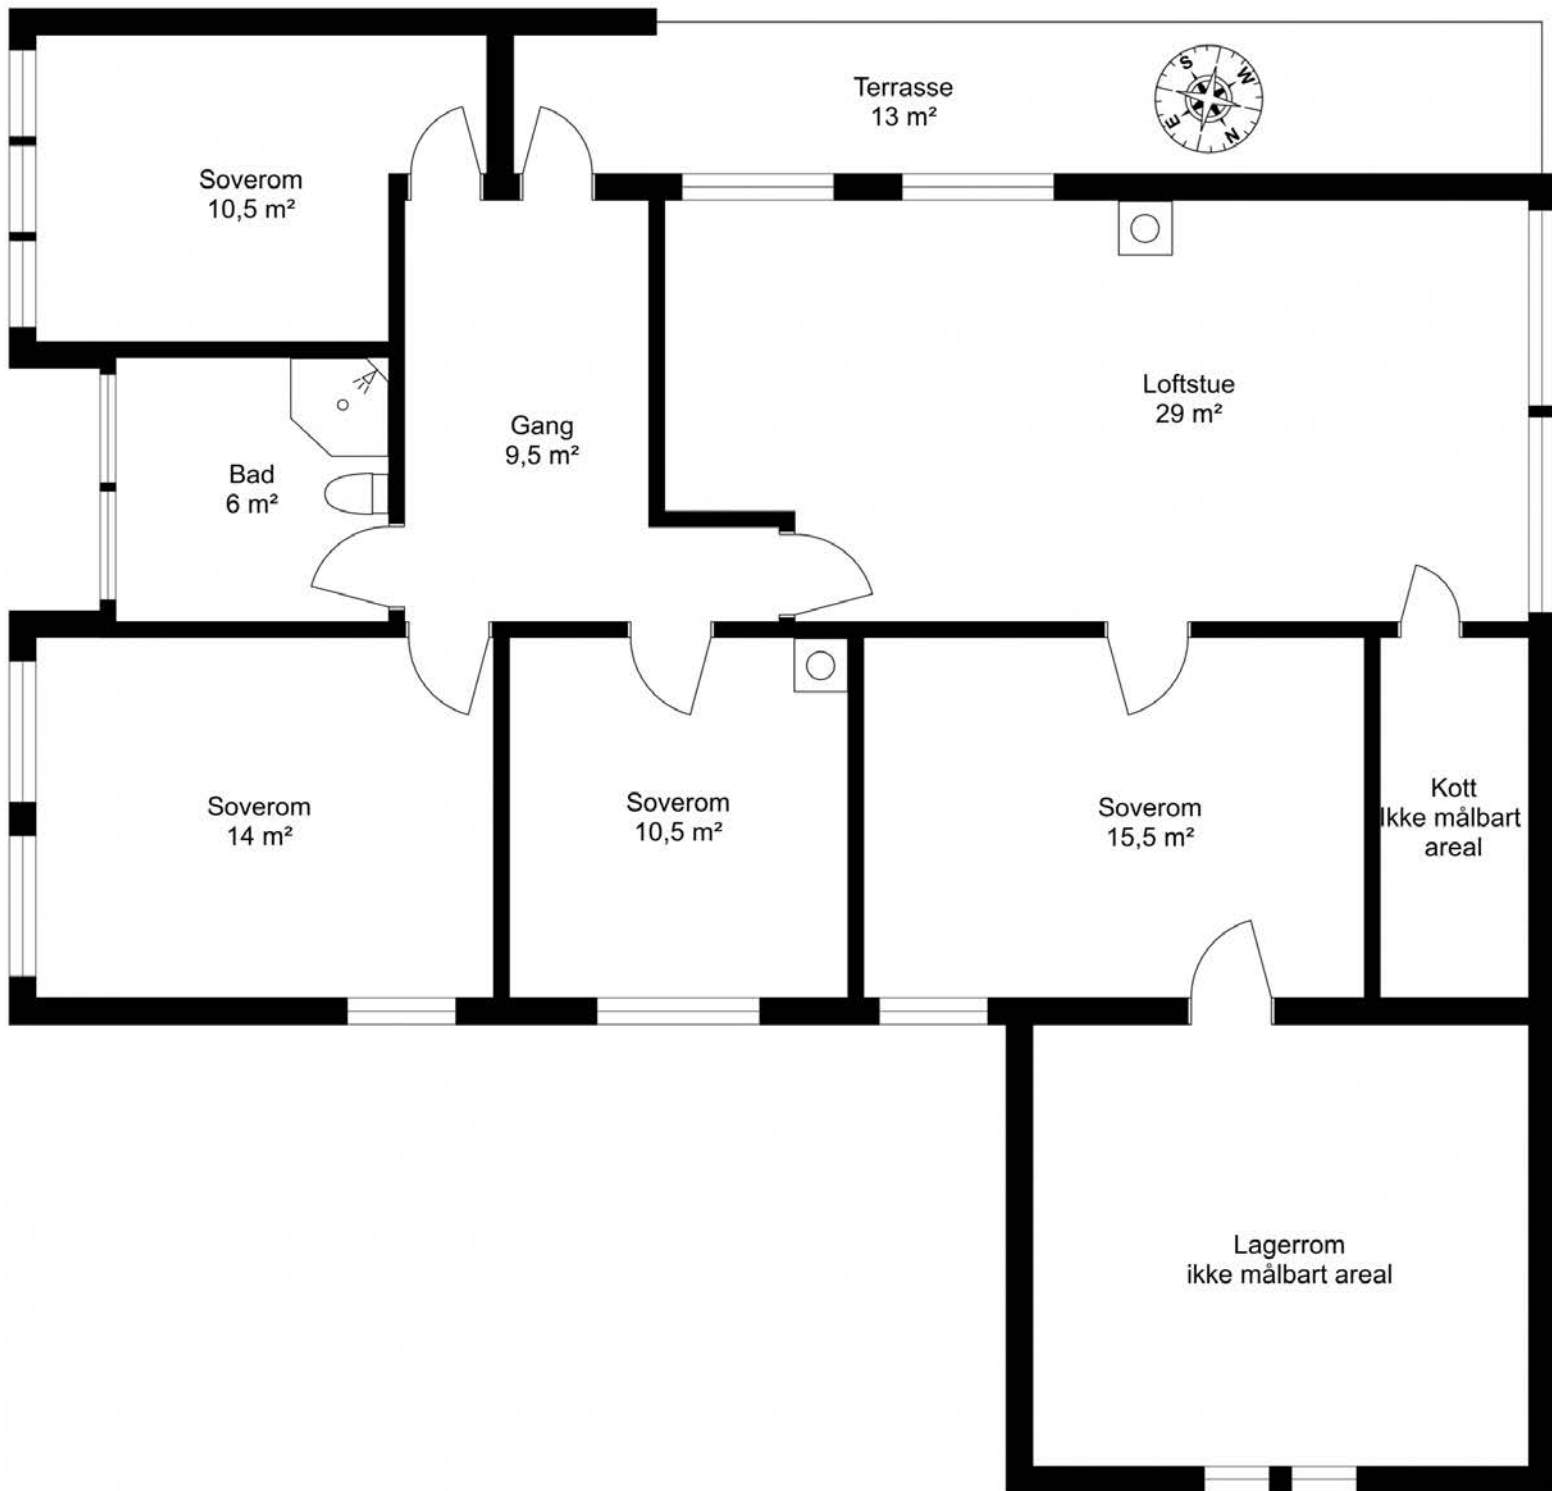 Terrasse
13 m²
S
W
E
N
Soverom
10,5 m²
Loftstue
29 m²
Gang
9,5 m²
Bad
6 m²
Soverom
14 m²
Soverom
10,5 m²
Soverom
15,5 m²
Kott
Ikke målbart
areal
Lagerrom
ikke målbart areal